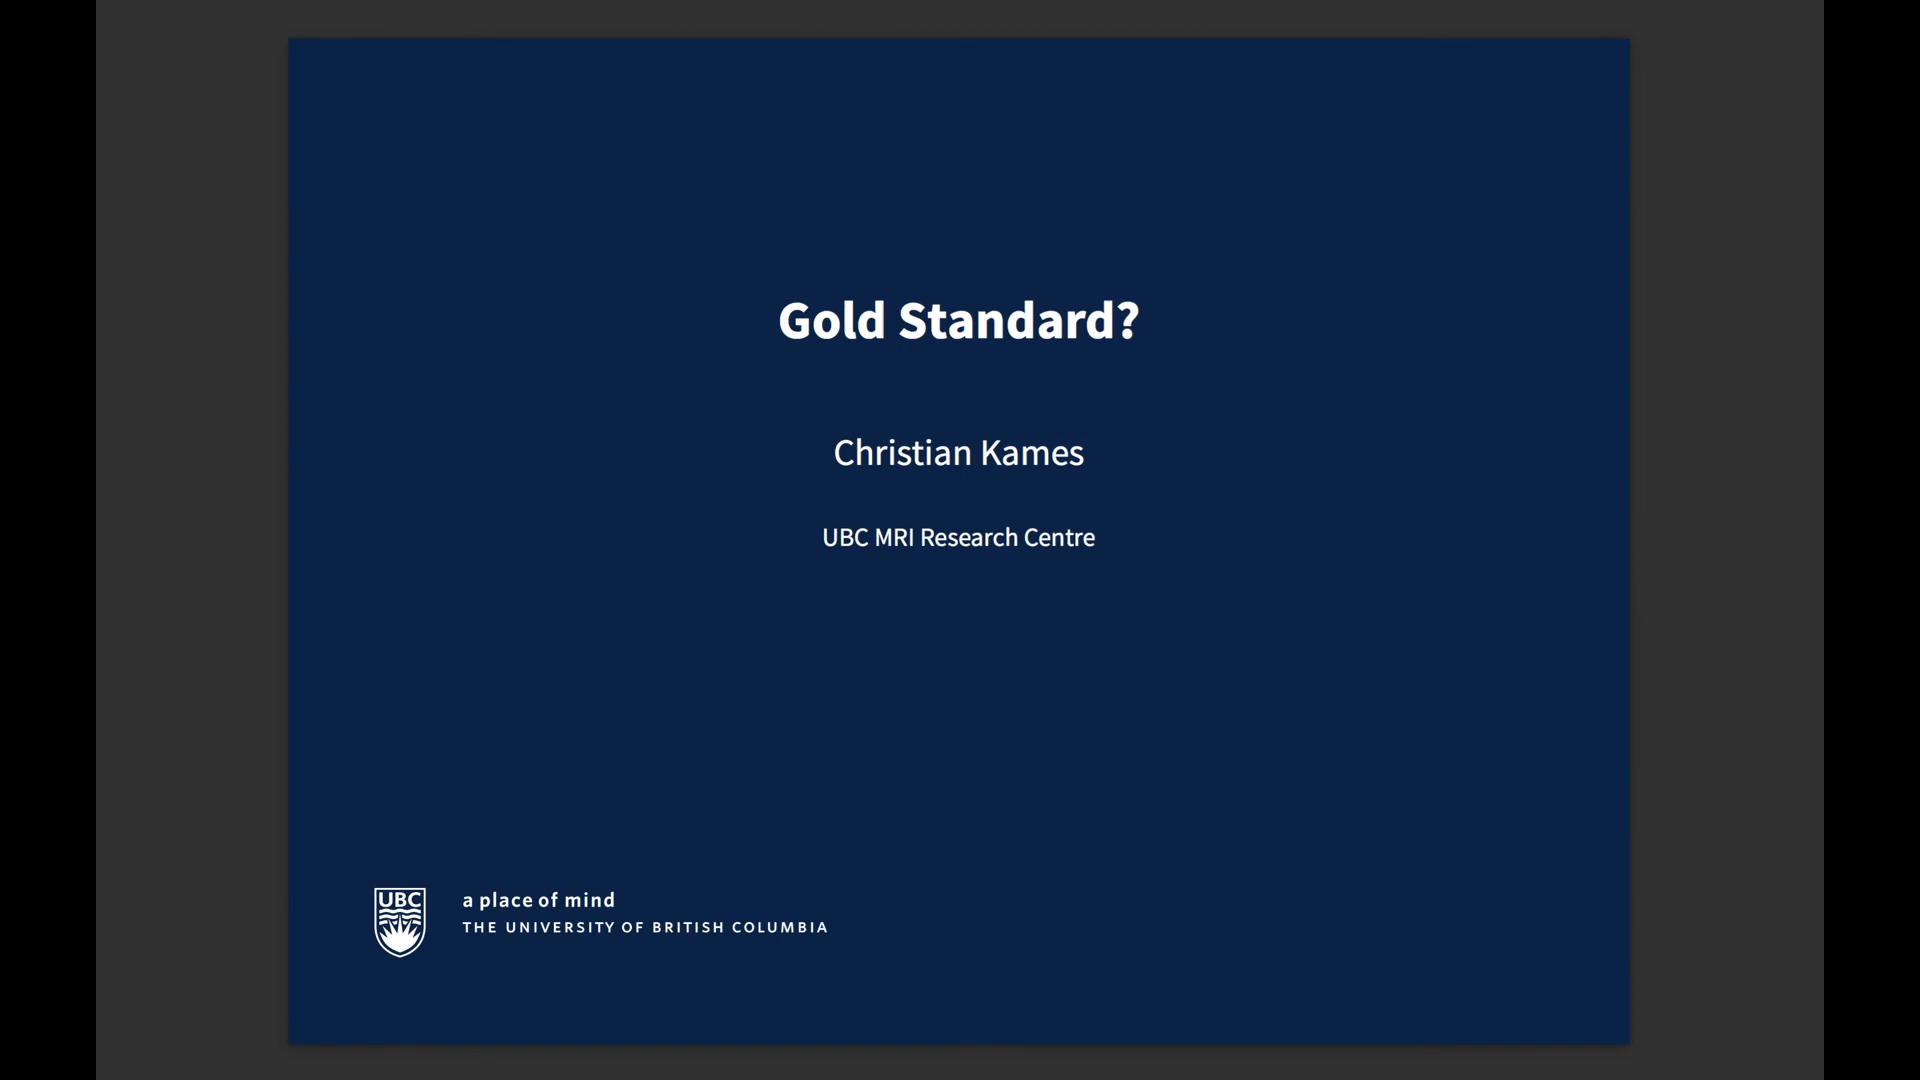 Gold Standard?
Christian Kames
UBC MRI Research Centre
UBC
a place of mind
THE UNIVERSITY OF BRITISH COLUMBIA